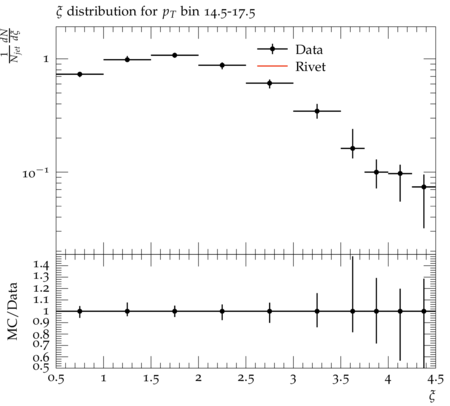 ξ distribution for p_T bin 14.5-17.5
1/N_jet dN/dξ
Data
Rivet
1
10^−1
MC/Data
1.4
1.3
1.2
1.1
1
0.9
0.8
0.7
0.6
0.5
0.5 1 1.5 2 2.5 3 3.5 4 4.5
ξ